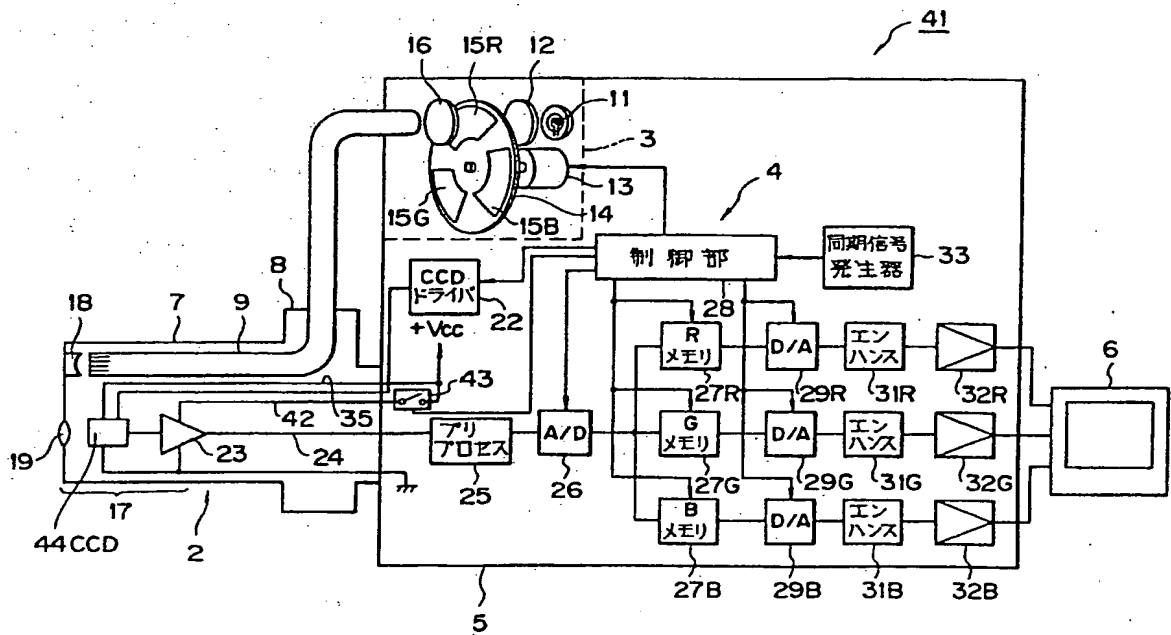 41
16
15R
12
11
3
13
15G
15B
14
4
制御部
28
同期信号
発生器
33
8
CCD
ドライバ
22
+Vcc
18
7
9
43
42
35
R
メモリ
27R
D/A
29R
エン
ハンス
31R
32R
6
19
23
24
プリ
プロセス
25
A/D
26
G
メモリ
27G
D/A
29G
エン
ハンス
31G
32G
17
2
44CCD
B
メモリ
27B
D/A
29B
エン
ハンス
31B
32B
5